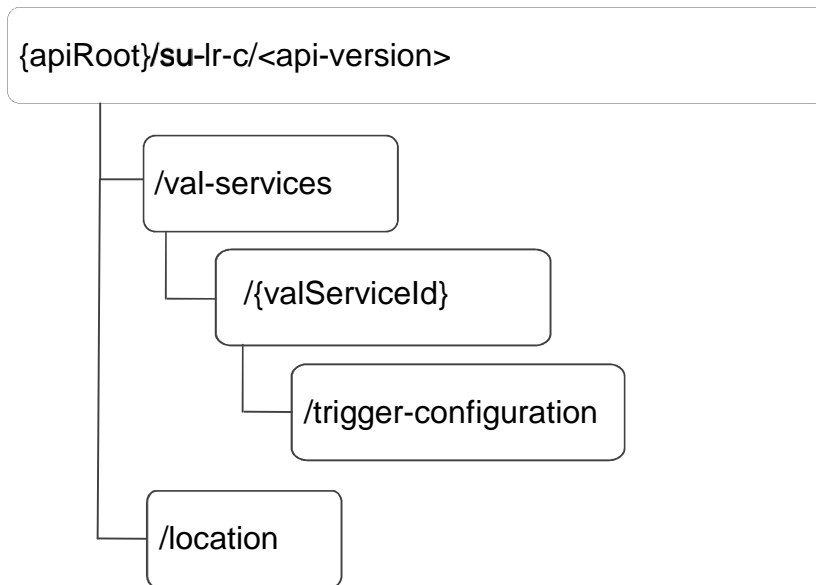 {apiRoot}/su-lr-c/<api-version>
/val-services
/{valServiceId}
/trigger-configuration
/location